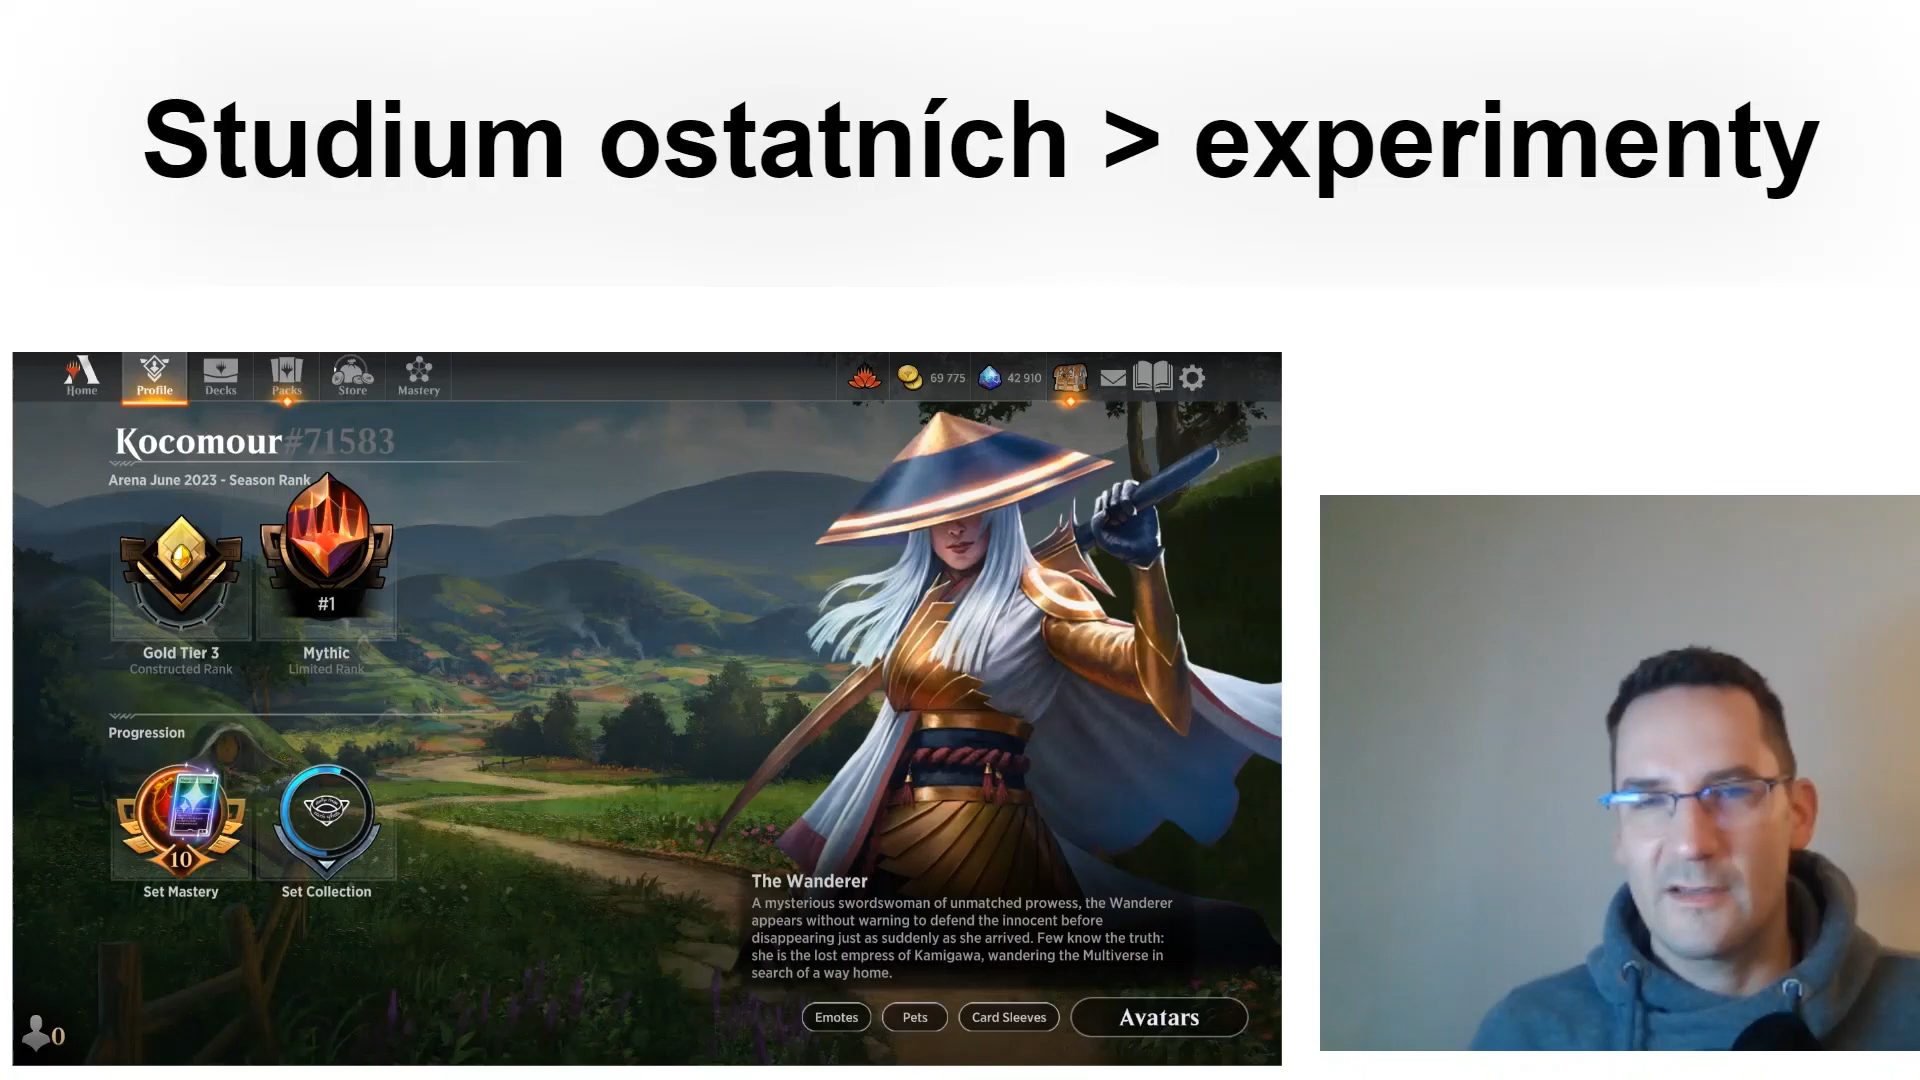 Studium ostatních > experimenty
Home
Profile
Decks
Packs
Store
Mastery
69 775
42 910
Kocomour#71583
Arena June 2023 - Season Rank
#1
Gold Tier 3
Constructed Rank
Mythic
Limited Rank
Progression
10
Set Mastery
Set Collection
The Wanderer
A mysterious swordswoman of unmatched prowess, the Wanderer
appears without warning to defend the innocent before
disappearing just as suddenly as she arrived. Few know the truth:
she is the lost empress of Kamigawa, wandering the Multiverse in
search of a way home.
Emotes
Pets
Card Sleeves
Avatars
0